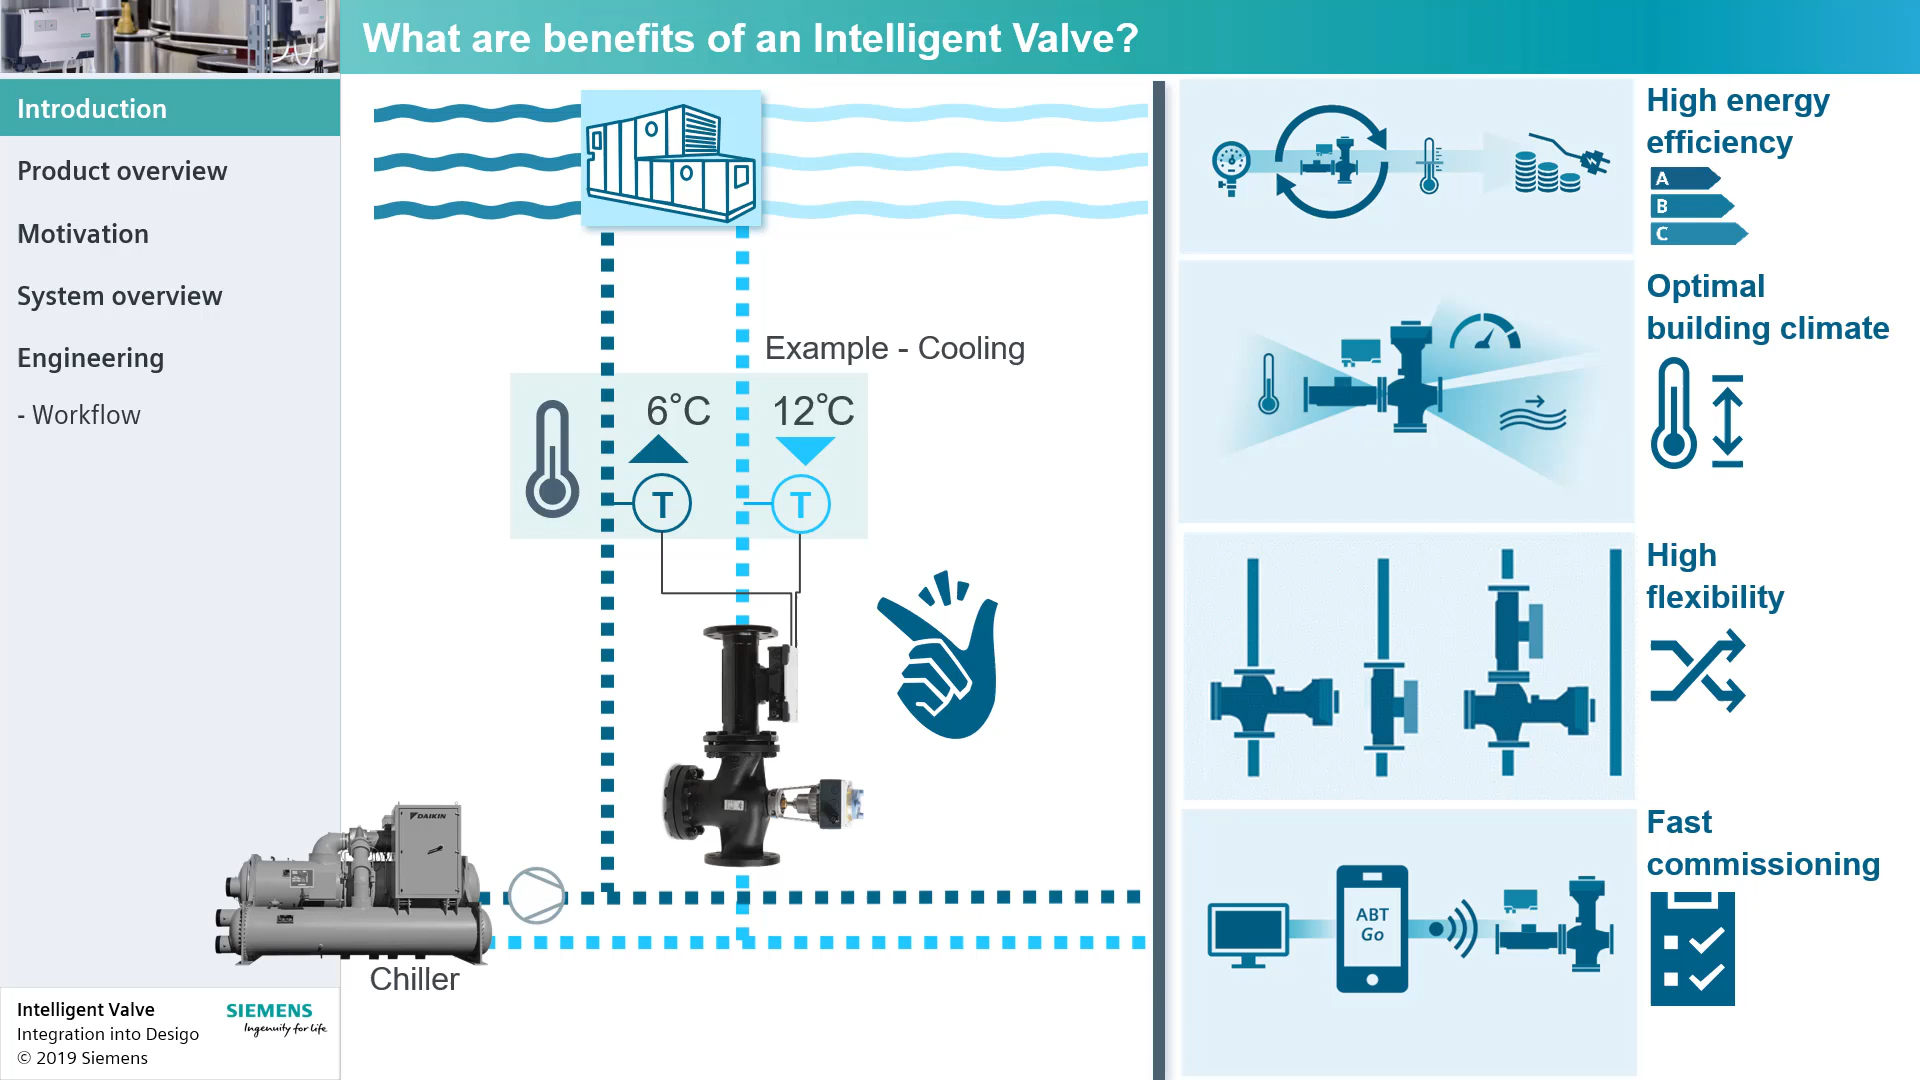 What are benefits of an Intelligent Valve?
Introduction
Product overview
Motivation
System overview
Engineering
- Workflow
Example - Cooling
6°C
12°C
T
T
DAIKIN
Chiller
High energy
efficiency
A
B
C
Optimal
building climate
High
flexibility
Fast
commissioning
ABT
Go
Intelligent Valve
Integration into Desigo
© 2019 Siemens
SIEMENS
Ingenuity for life